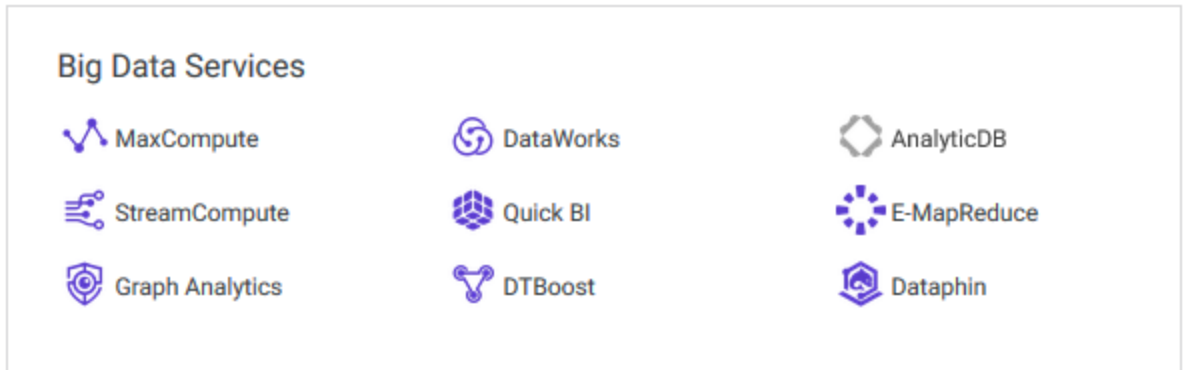 Big Data Services
MaxCompute DataWorks AnalyticDB
StreamCompute Quick BI E-MapReduce
Graph Analytics DTBoost Dataphin